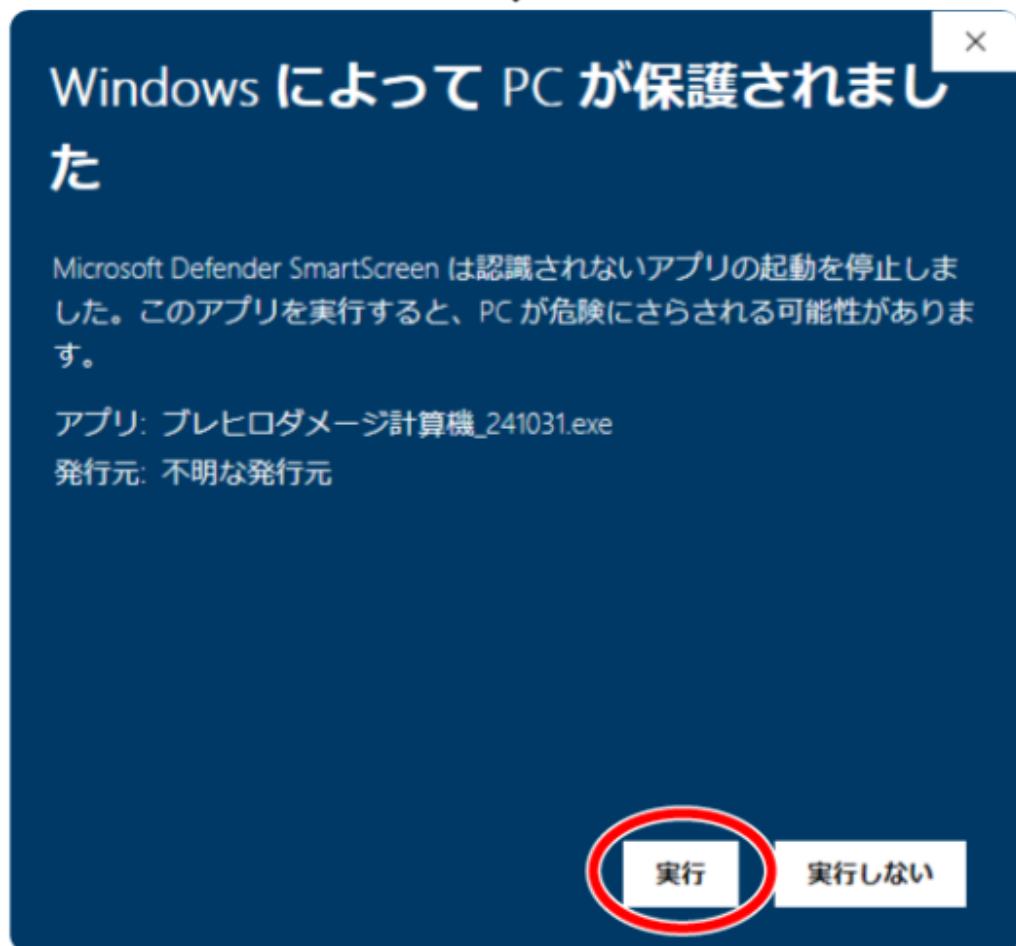 Windows によって PC が保護されまし
た
Microsoft Defender SmartScreen は認識されないアプリの起動を停止しま
した。このアプリを実行すると、PC が危険にさらされる可能性がありま
す。
アプリ: ブレヒロダメージ計算機_241031.exe
発行元: 不明な発行元
実行
実行しない